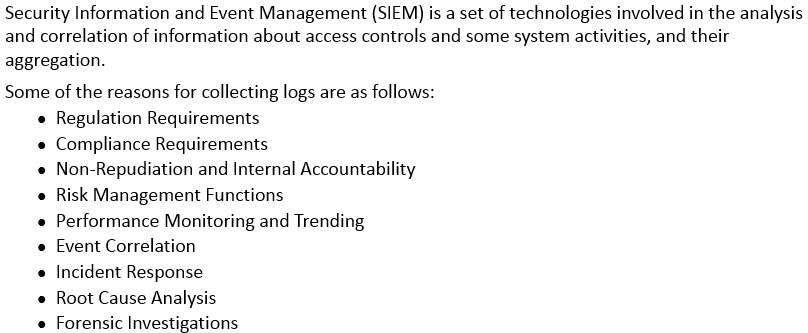 Security Information and Event Management (SIEM) is a set of technologies involved in the analysis
and correlation of information about access controls and some system activities, and their
aggregation.
Some of the reasons for collecting logs are as follows:
• Regulation Requirements
• Compliance Requirements
• Non-Repudiation and Internal Accountability
• Risk Management Functions
• Performance Monitoring and Trending
• Event Correlation
• Incident Response
• Root Cause Analysis
• Forensic Investigations